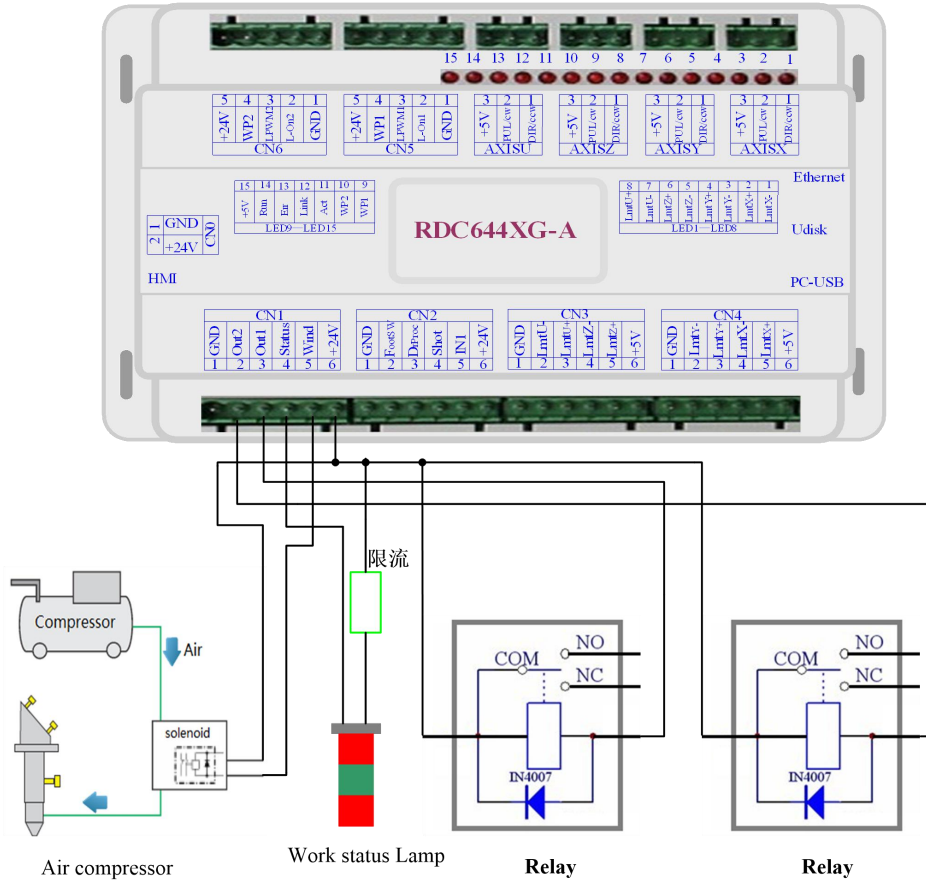 15 14 13 12 11 10 9 8 7 6 5 4 3 2 1
5 4 3 2 1
+24V WP2 LPWM2 L-On2 GND
CN6
5 4 3 2 1
+24V WP1 LPWM1 L-On1 GND
CN5
3 2 1
+5V PUL/cw DIR/ccw
AXISU
3 2 1
+5V PUL/cw DIR/ccw
AXISZ
3 2 1
+5V PUL/cw DIR/ccw
AXISY
3 2 1
+5V PUL/cw DIR/ccw
AXISX
Ethernet
15 14 13 12 11 10 9
+5V Run Err Link Act WP2 WP1
LED9—LED15
8 7 6 5 4 3 2 1
LmtU+ LmtU- LmtZ+ LmtZ- LmtY+ LmtY- LmtX+ LmtX-
LED1—LED8
1 GND
2 +24V
CN0
RDC644XG-A
Udisk
HMI
PC-USB
CN1
GND Out2 Out1 Status Wind +24V
1 2 3 4 5 6
CN2
GND FootSW DrProc Shot IN1 +24V
1 2 3 4 5 6
CN3
GND LmtU- LmtU+ LmtZ- LmtZ+ +5V
1 2 3 4 5 6
CN4
GND LmtY- LmtY+ LmtX- LmtX+ +5V
1 2 3 4 5 6
限流
Compressor
Air
solenoid
NO
COM
NC
IN4007
NO
COM
NC
IN4007
Air compressor
Work status Lamp
Relay
Relay